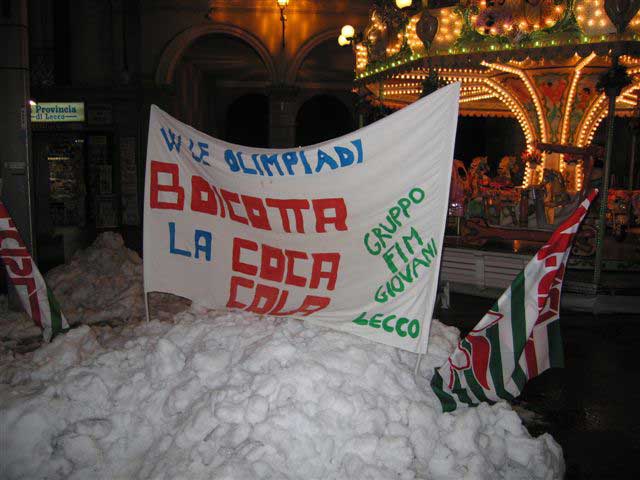 Provincia
di Lecco
W LE OLIMPIADI
BOICOTTA
LA COCA
COLA
GRUPPO
FIM
GIOVANI
LECCO